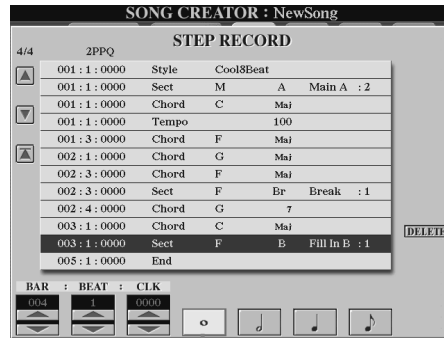 SONG CREATOR : NewSong
STEP RECORD
4/4 2PPQ
001 : 1 : 0000 Style Cool8Beat
001 : 1 : 0000 Sect M A Main A : 2
001 : 1 : 0000 Chord C Maj
001 : 1 : 0000 Tempo 100
001 : 3 : 0000 Chord F Maj
002 : 1 : 0000 Chord G Maj
002 : 3 : 0000 Chord F Maj
002 : 3 : 0000 Sect F Br Break : 1
002 : 4 : 0000 Chord G 7
003 : 1 : 0000 Chord C Maj
DELETE
003 : 1 : 0000 Sect F B Fill In B : 1
005 : 1 : 0000 End
BAR : BEAT : CLK
004 1 0000